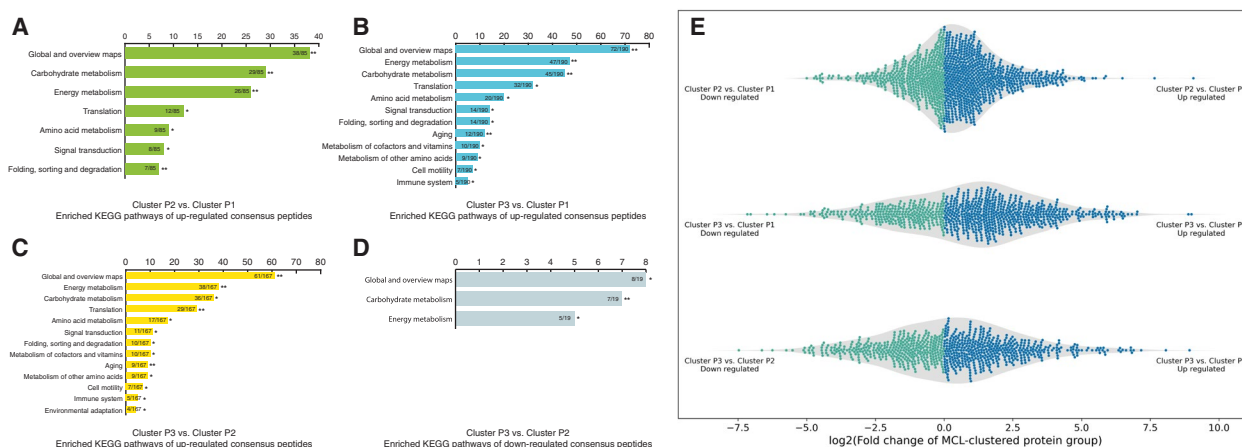 A
0 5 10 15 20 25 30 35 40
Global and overview maps 38/85 **
Carbohydrate metabolism 29/85 **
Energy metabolism 26/85 **
Translation 12/85 *
Amino acid metabolism 9/85 *
Signal transduction 8/85 *
Folding, sorting and degradation 7/85 **
Cluster P2 vs. Cluster P1
Enriched KEGG pathways of up-regulated consensus peptides
B
0 10 20 30 40 50 60 70 80
Global and overview maps 72/190 **
Energy metabolism 47/190 **
Carbohydrate metabolism 45/190 **
Translation 32/190 *
Amino acid metabolism 20/190 *
Signal transduction 14/190 *
Folding, sorting and degradation 14/190 *
Aging 12/190 **
Metabolism of cofactors and vitamins 10/190 *
Metabolism of other amino acids 9/190 *
Cell motility 7/190 *
Immune system 5/190 *
Cluster P3 vs. Cluster P1
Enriched KEGG pathways of up-regulated consensus peptides
C
0 10 20 30 40 50 60 70 80
Global and overview maps 61/167 **
Energy metabolism 38/167 **
Carbohydrate metabolism 36/167 *
Translation 29/167 **
Amino acid metabolism 17/167 *
Signal transduction 11/167 *
Folding, sorting and degradation 10/167 *
Metabolism of cofactors and vitamins 10/167 *
Aging 9/167 **
Metabolism of other amino acids 9/167 *
Cell motility 7/167 *
Immune system 5/167 *
Environmental adaptation 4/167 *
Cluster P3 vs. Cluster P2
Enriched KEGG pathways of up-regulated consensus peptides
D
0 1 2 3 4 5 6 7 8
Global and overview maps 8/19 *
Carbohydrate metabolism 7/19 **
Energy metabolism 5/19 *
Cluster P3 vs. Cluster P2
Enriched KEGG pathways of down-regulated consensus peptides
E
Cluster P2 vs. Cluster P1
Down regulated
Cluster P2 vs. Cluster P
Up regulated
Cluster P3 vs. Cluster P1
Down regulated
Cluster P3 vs. Cluster P
Up regulated
Cluster P3 vs. Cluster P2
Down regulated
Cluster P3 vs. Cluster P
Up regulated
−7.5 −5.0 −2.5 0.0 2.5 5.0 7.5 10.0
log2(Fold change of MCL-clustered protein group)